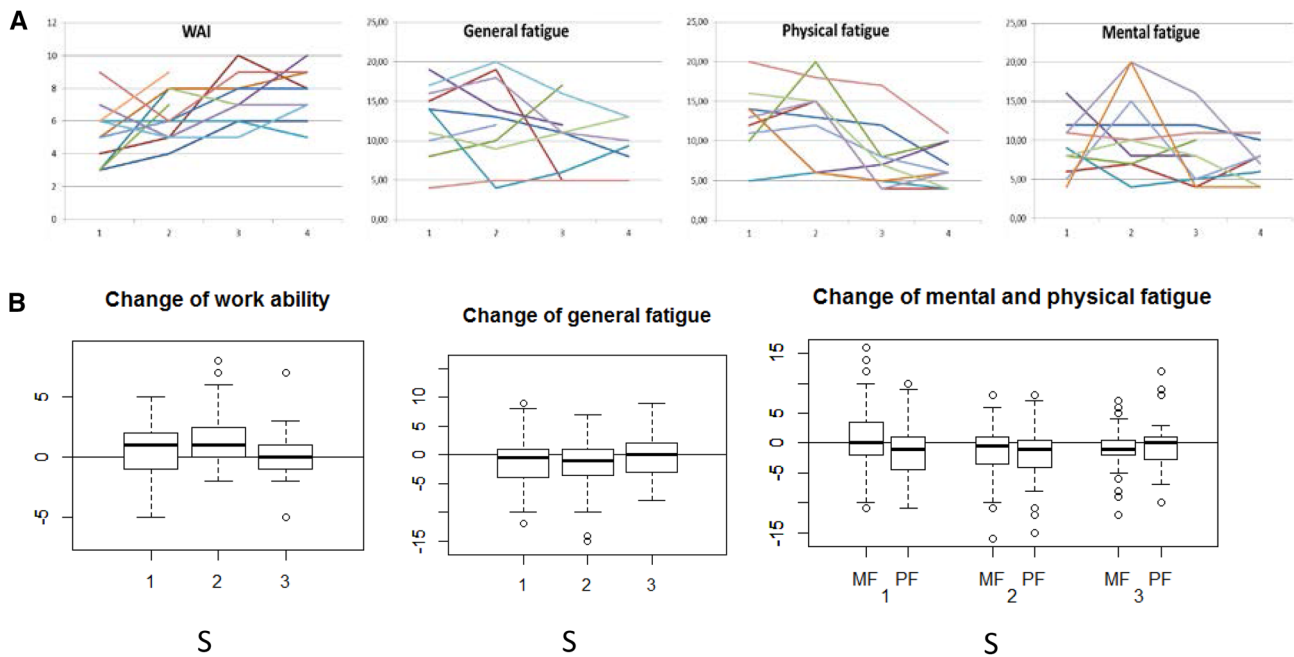 A
WAI
12
10
8
6
4
2
0
1 2 3 4
General fatigue
25,00
20,00
15,00
10,00
5,00
0,00
1 2 3 4
Physical fatigue
25,00
20,00
15,00
10,00
5,00
0,00
1 2 3 4
Mental fatigue
25,00
20,00
15,00
10,00
5,00
0,00
1 2 3 4
B
Change of work ability
5
0
-5
1 2 3
S
Change of general fatigue
10
5
0
-5
-15
1 2 3
S
Change of mental and physical fatigue
15
5
0
-5
-15
MF PF MF PF MF PF
1 2 3
S